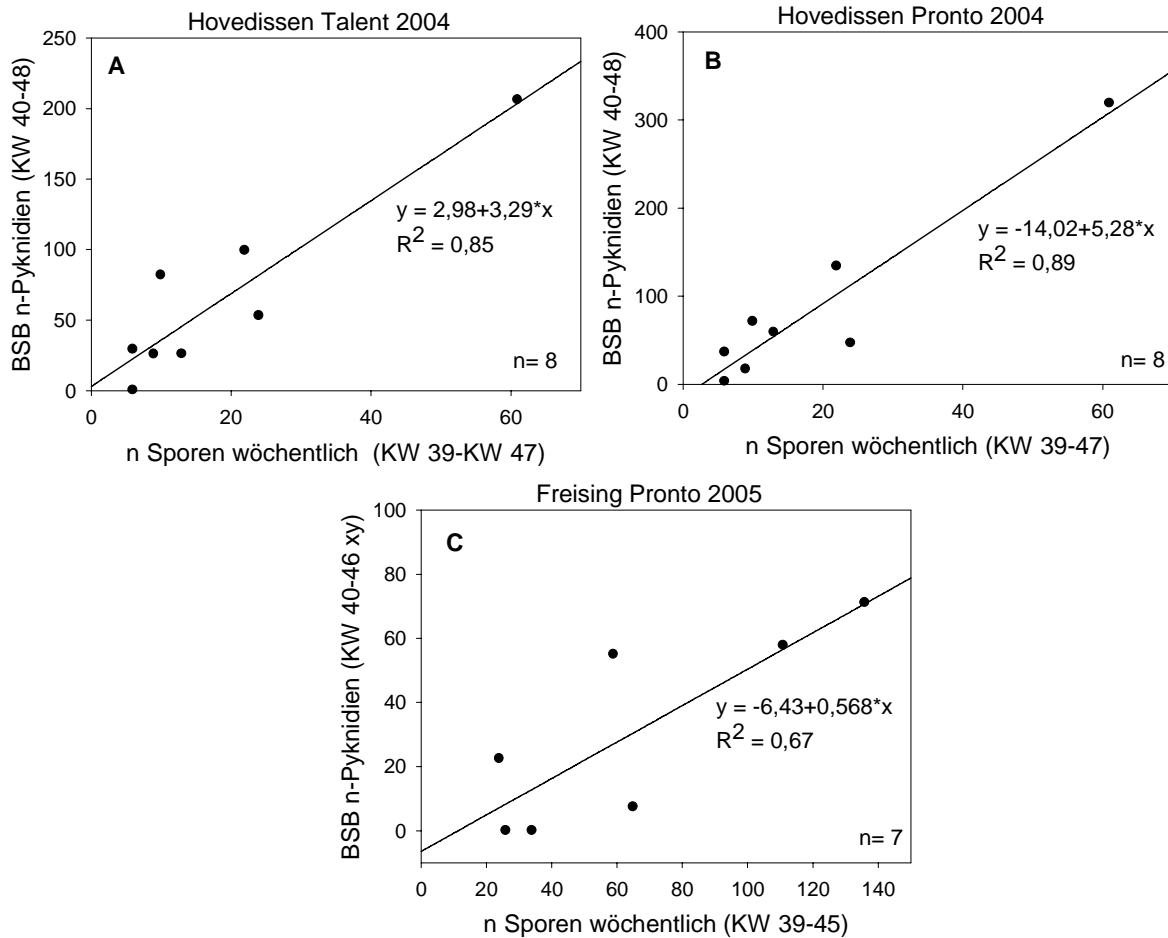 Hovedissen Talent 2004
A
BSB n-Pyknidien (KW 40-48)
250
200
150
100
50
0
y = 2,98+3,29*x
R2 = 0,85
n= 8
0 20 40 60
n Sporen wöchentlich (KW 39-KW 47)
Hovedissen Pronto 2004
B
BSB n-Pyknidien (KW 40-48)
400
300
200
100
0
y = -14,02+5,28*x
R2 = 0,89
n= 8
0 20 40 60
n Sporen wöchentlich (KW 39-47)
Freising Pronto 2005
C
BSB n-Pyknidien (KW 40-46 xy)
100
80
60
40
20
0
y = -6,43+0,568*x
R2 = 0,67
n= 7
0 20 40 60 80 100 120 140
n Sporen wöchentlich (KW 39-45)